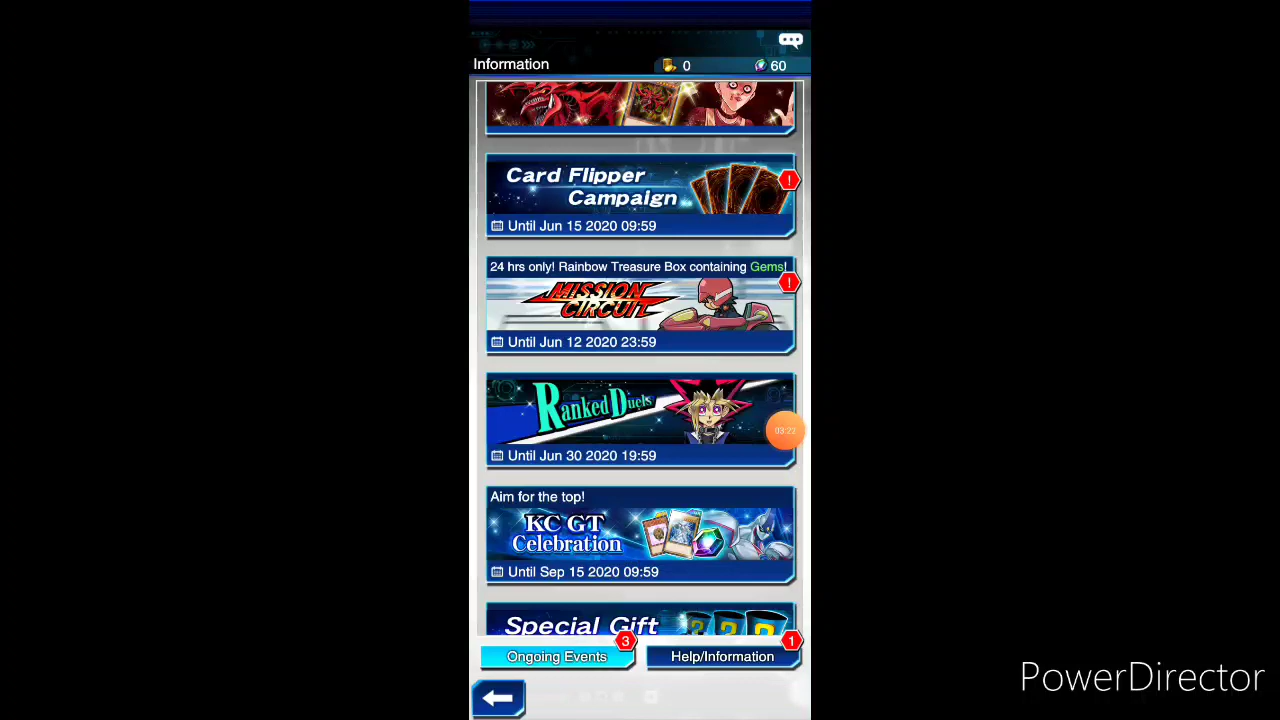 Information
0
60
Card Flipper
Campaign
!
Until Jun 15 2020 09:59
24 hrs only! Rainbow Treasure Box containing Gems!
!
MISSION
CIRCUIT
Until Jun 12 2020 23:59
Ranked Duels
03:22
Until Jun 30 2020 19:59
Aim for the top!
KC GT
Celebration
Until Sep 15 2020 09:59
Special Gift
? ? ?
3
1
Ongoing Events
Help/Information
PowerDirector